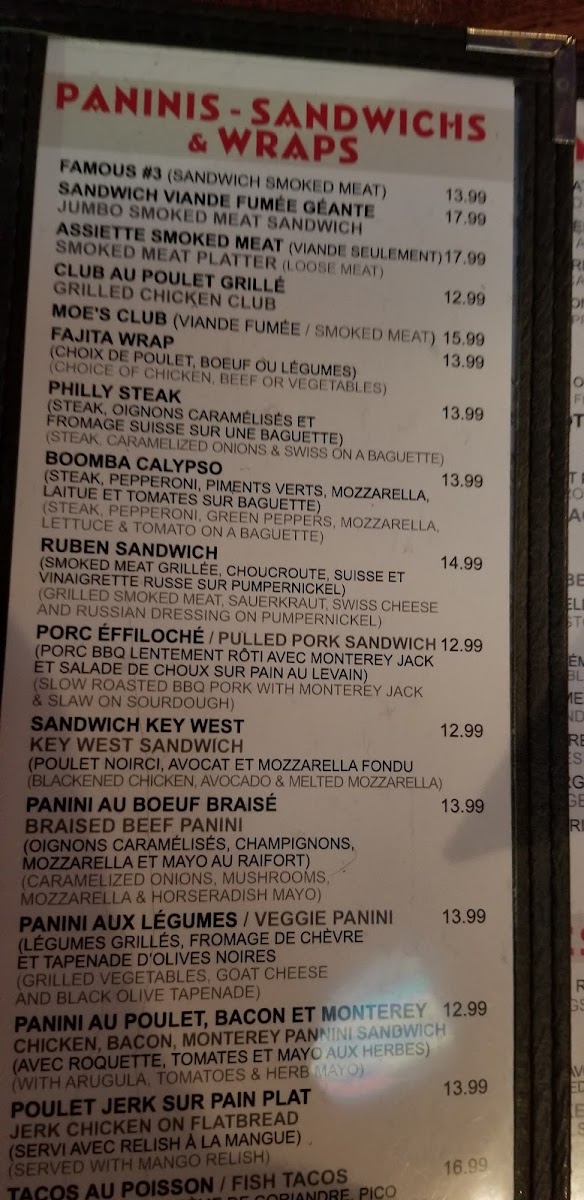 PANINIS - SANDWICHS
& WRAPS
FAMOUS #3 (SANDWICH SMOKED MEAT) 13.99
SANDWICH VIANDE FUMÉE GÉANTE 17.99
JUMBO SMOKED MEAT SANDWICH
ASSIETTE SMOKED MEAT (VIANDE SEULEMENT) 17.99
SMOKED MEAT PLATTER (LOOSE MEAT)
CLUB AU POULET GRILLÉ 12.99
GRILLED CHICKEN CLUB
MOE'S CLUB (VIANDE FUMÉE / SMOKED MEAT) 15.99
FAJITA WRAP 13.99
(CHOIX DE POULET, BOEUF OU LÉGUMES)
(CHOICE OF CHICKEN, BEEF OR VEGETABLES)
PHILLY STEAK 13.99
(STEAK, OIGNONS CARAMÉLISÉS ET
FROMAGE SUISSE SUR UNE BAGUETTE)
(STEAK, CARAMELIZED ONIONS & SWISS ON A BAGUETTE)
BOOMBA CALYPSO 13.99
(STEAK, PEPPERONI, PIMENTS VERTS, MOZZARELLA,
LAITUE ET TOMATES SUR BAGUETTE)
(STEAK, PEPPERONI, GREEN PEPPERS, MOZZARELLA,
LETTUCE & TOMATO ON A BAGUETTE)
RUBEN SANDWICH 14.99
(SMOKED MEAT GRILLÉE, CHOUCROUTE, SUISSE ET
VINAIGRETTE RUSSE SUR PUMPERNICKEL)
(GRILLED SMOKED MEAT, SAUERKRAUT, SWISS CHEESE
AND RUSSIAN DRESSING ON PUMPERNICKEL)
PORC ÉFFILOCHÉ / PULLED PORK SANDWICH 12.99
(PORC BBQ LENTEMENT RÔTI AVEC MONTEREY JACK
ET SALADE DE CHOUX SUR PAIN AU LEVAIN)
(SLOW ROASTED BBQ PORK WITH MONTEREY JACK
& SLAW ON SOURDOUGH)
SANDWICH KEY WEST 12.99
KEY WEST SANDWICH
(POULET NOIRCI, AVOCAT ET MOZZARELLA FONDU
(BLACKENED CHICKEN, AVOCADO & MELTED MOZZARELLA)
PANINI AU BOEUF BRAISÉ 13.99
BRAISED BEEF PANINI
(OIGNONS CARAMÉLISÉS, CHAMPIGNONS,
MOZZARELLA ET MAYO AU RAIFORT)
(CARAMELIZED ONIONS, MUSHROOMS,
MOZZARELLA & HORSERADISH MAYO)
PANINI AUX LÉGUMES / VEGGIE PANINI 13.99
(LÉGUMES GRILLÉS, FROMAGE DE CHÈVRE
ET TAPENADE D'OLIVES NOIRES
(GRILLED VEGETABLES, GOAT CHEESE
AND BLACK OLIVE TAPENADE)
PANINI AU POULET, BACON ET MONTEREY 12.99
CHICKEN, BACON, MONTEREY PANNINI SANDWICH
(AVEC ROQUETTE, TOMATES ET MAYO AUX HERBES)
(WITH ARUGULA, TOMATOES & HERB MAYO)
POULET JERK SUR PAIN PLAT 13.99
JERK CHICKEN ON FLATBREAD
(SERVI AVEC RELISH À LA MANGUE)
(SERVED WITH MANGO RELISH)
TACOS AU POISSON / FISH TACOS 16.99
DE CORIANDRE, PICO